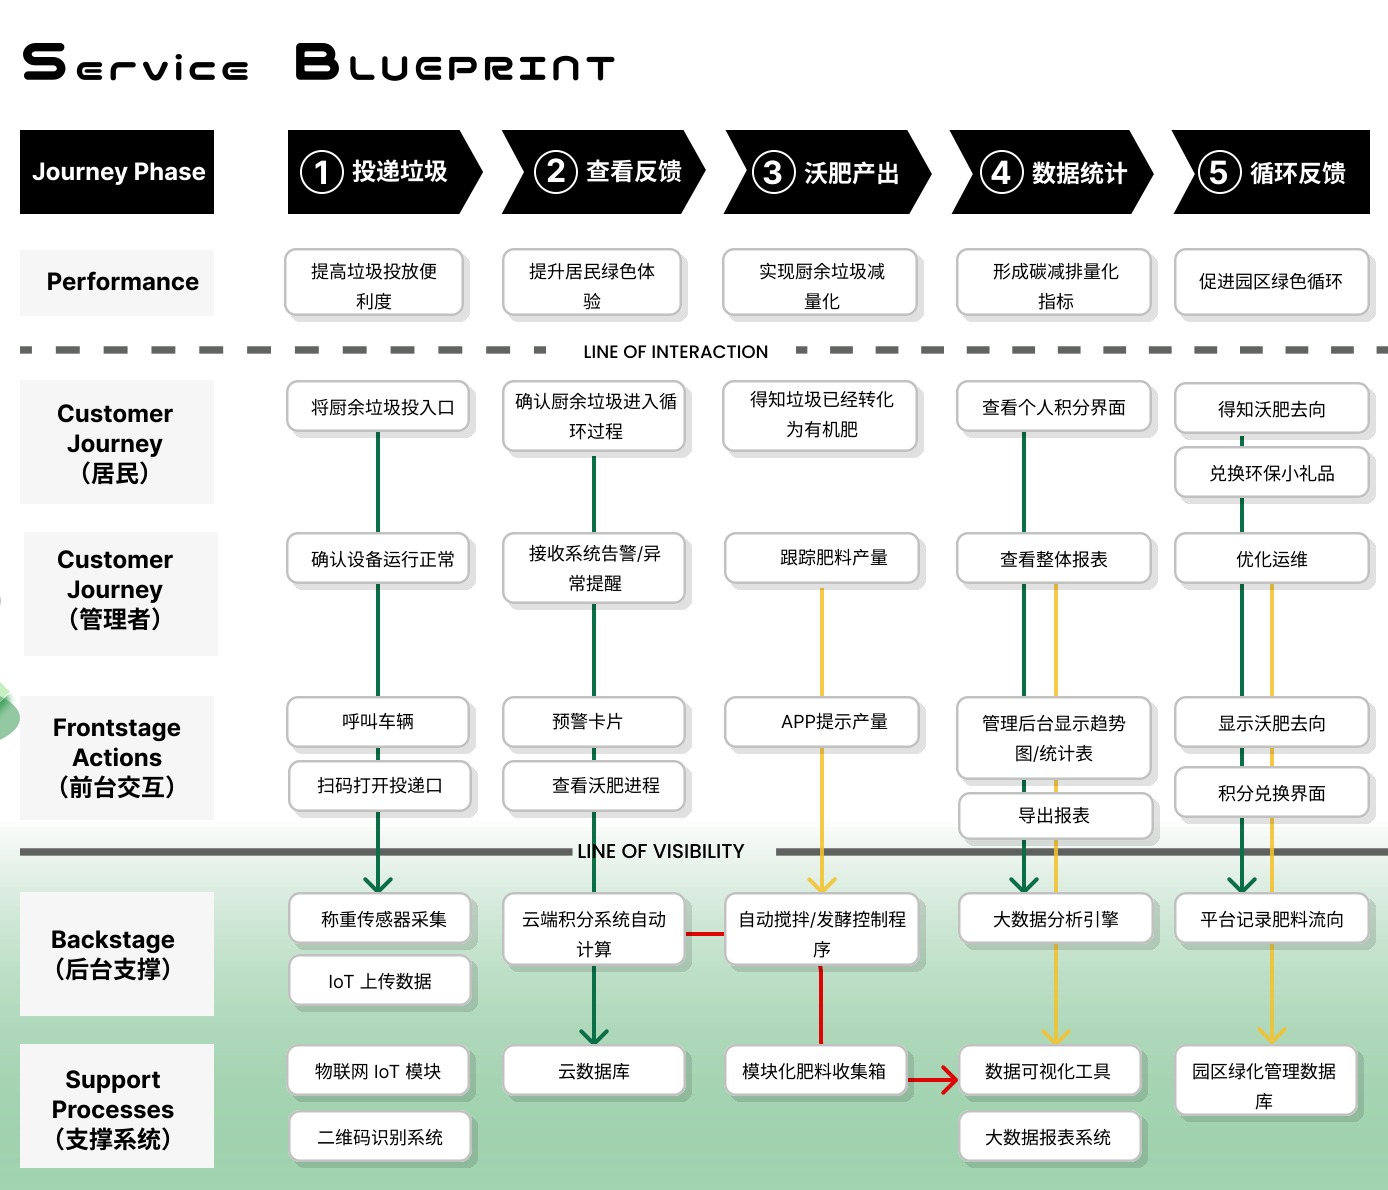 Service Blueprint
Journey Phase
1 投递垃圾
2 查看反馈
3 沃肥产出
4 数据统计
5 循环反馈
Performance
提高垃圾投放便
利度
提升居民绿色体
验
实现厨余垃圾减
量化
形成碳减排量化
指标
促进园区绿色循环
LINE OF INTERACTION
Customer
Journey
（居民）
将厨余垃圾投入口
确认厨余垃圾进入循
环过程
得知垃圾已经转化
为有机肥
查看个人积分界面
得知沃肥去向
兑换环保小礼品
Customer
Journey
（管理者）
确认设备运行正常
接收系统告警/异
常提醒
跟踪肥料产量
查看整体报表
优化运维
Frontstage
Actions
（前台交互）
呼叫车辆
扫码打开投递口
预警卡片
查看沃肥进程
APP提示产量
管理后台显示趋势
图/统计表
导出报表
显示沃肥去向
积分兑换界面
LINE OF VISIBILITY
Backstage
（后台支撑）
称重传感器采集
IoT 上传数据
云端积分系统自动
计算
自动搅拌/发酵控制程
序
大数据分析引擎
平台记录肥料流向
Support
Processes
（支撑系统）
物联网 IoT 模块
二维码识别系统
云数据库
模块化肥料收集箱
数据可视化工具
大数据报表系统
园区绿化管理数据
库